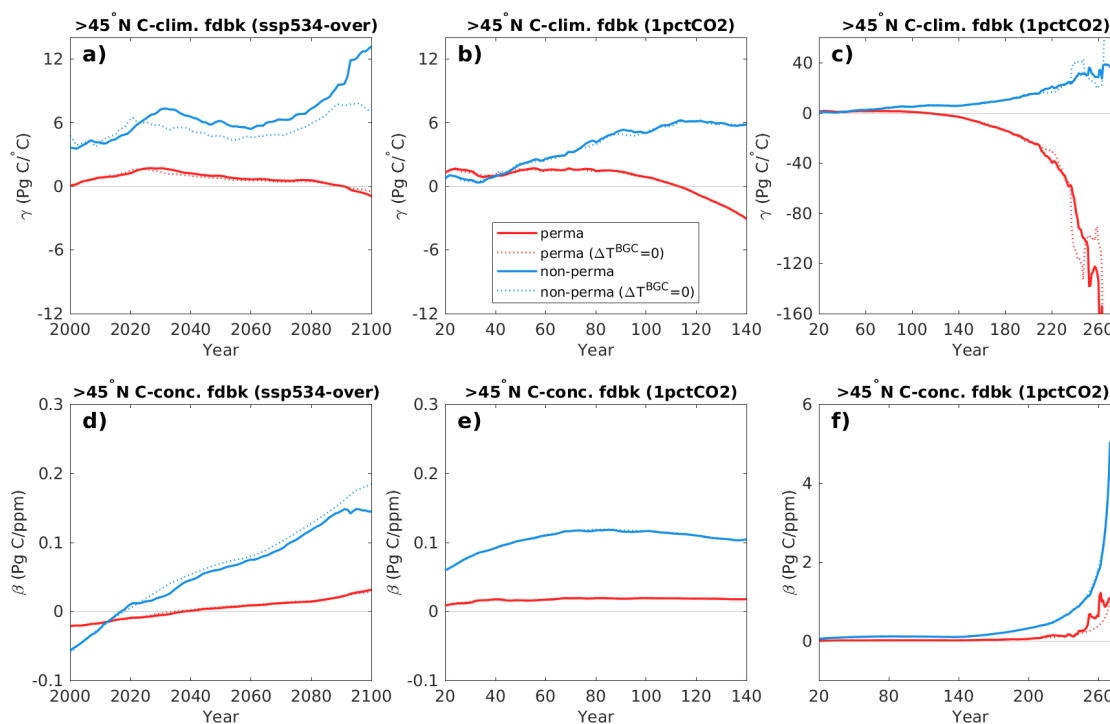 >45°N C-clim. fdbk (ssp534-over)
a)
12
6
0
-6
-12
γ (Pg C/°C)
2000 2020 2040 2060 2080 2100
Year
>45°N C-clim. fdbk (1pctCO2)
b)
12
6
0
-6
-12
γ (Pg C/°C)
perma
perma (ΔT^BGC=0)
non-perma
non-perma (ΔT^BGC=0)
20 40 60 80 100 120 140
Year
>45°N C-clim. fdbk (1pctCO2)
c)
40
0
-40
-80
-120
-160
γ (Pg C/°C)
20 60 100 140 180 220 260
Year
>45°N C-conc. fdbk (ssp534-over)
d)
0.3
0.2
0.1
0
-0.1
β (Pg C/ppm)
2000 2020 2040 2060 2080 2100
Year
>45°N C-conc. fdbk (1pctCO2)
e)
0.3
0.2
0.1
0
-0.1
β (Pg C/ppm)
20 40 60 80 100 120 140
Year
>45°N C-conc. fdbk (1pctCO2)
f)
6
4
2
0
β (Pg C/ppm)
20 80 140 200 260
Year